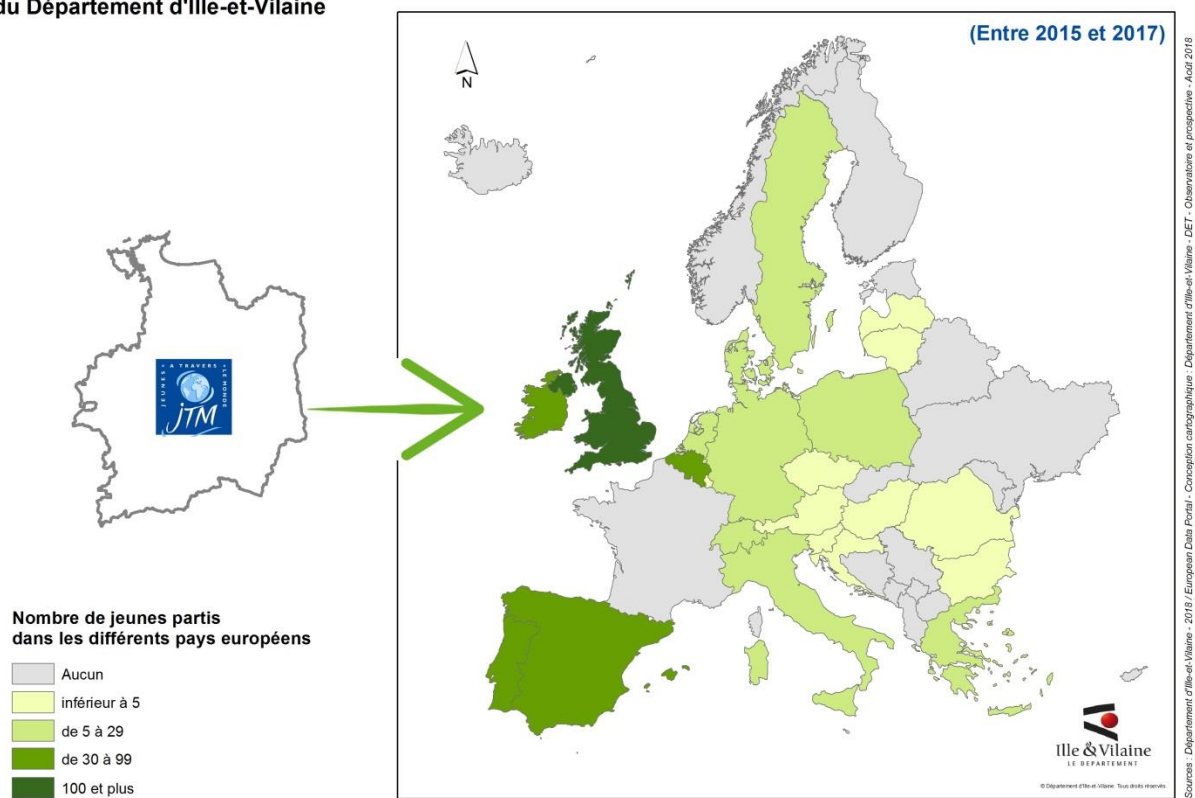 du Département d'Ille-et-Vilaine
(Entre 2015 et 2017)
N
JEUNES • A TRAVERS • LE MONDE
JTM
Nombre de jeunes partis
dans les différents pays européens
Aucun
inférieur à 5
de 5 à 29
de 30 à 99
100 et plus
Ille & Vilaine
LE DEPARTEMENT
© Département d'Ille-et-Vilaine. Tous droits réservés.
Sources : Département d'Ille-et-Vilaine - 2018 / European Data Portal - Conception cartographique : Département d'Ille-et-Vilaine - DET - Observatoire et prospective - Août 2018